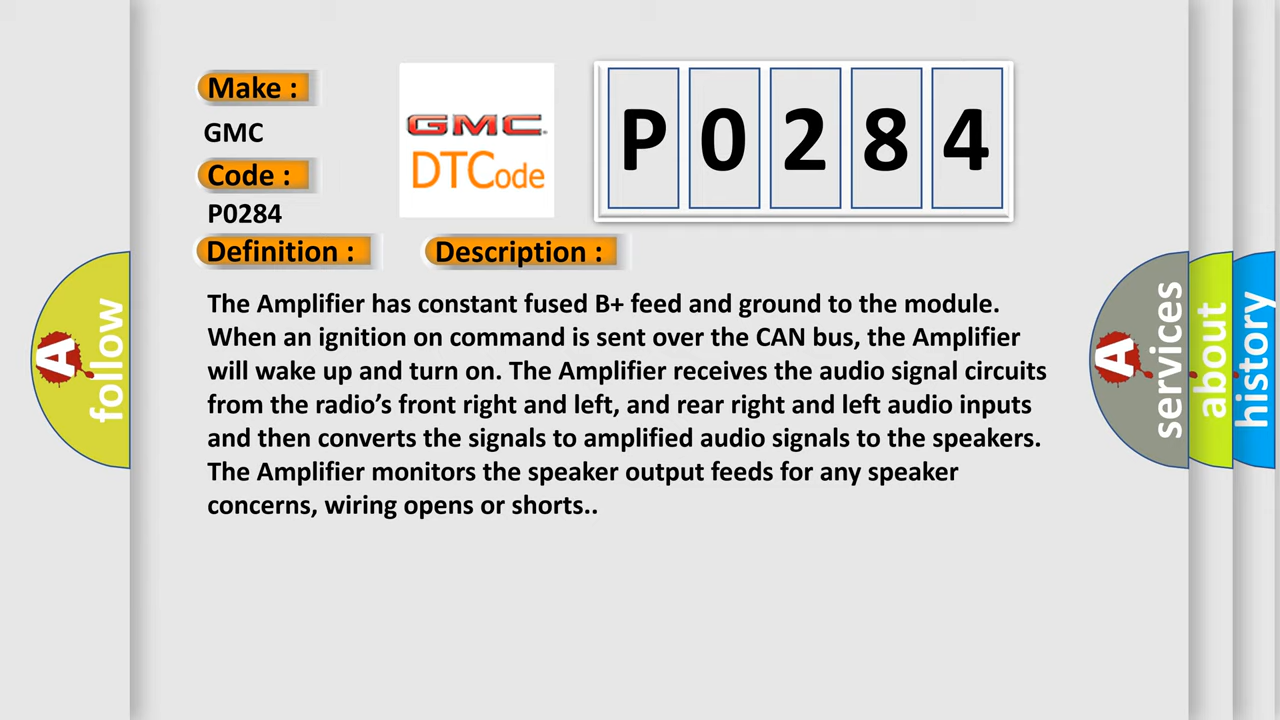 Make :
GMC
Code :
P0284
Definition :
Description :
GMC
DTCode
P0284
The Amplifier has constant fused B+ feed and ground to the module.
When an ignition on command is sent over the CAN bus, the Amplifier
will wake up and turn on. The Amplifier receives the audio signal circuits
from the radio’s front right and left, and rear right and left audio inputs
and then converts the signals to amplified audio signals to the speakers.
The Amplifier monitors the speaker output feeds for any speaker
concerns, wiring opens or shorts..
A
follow
A
services
about
history